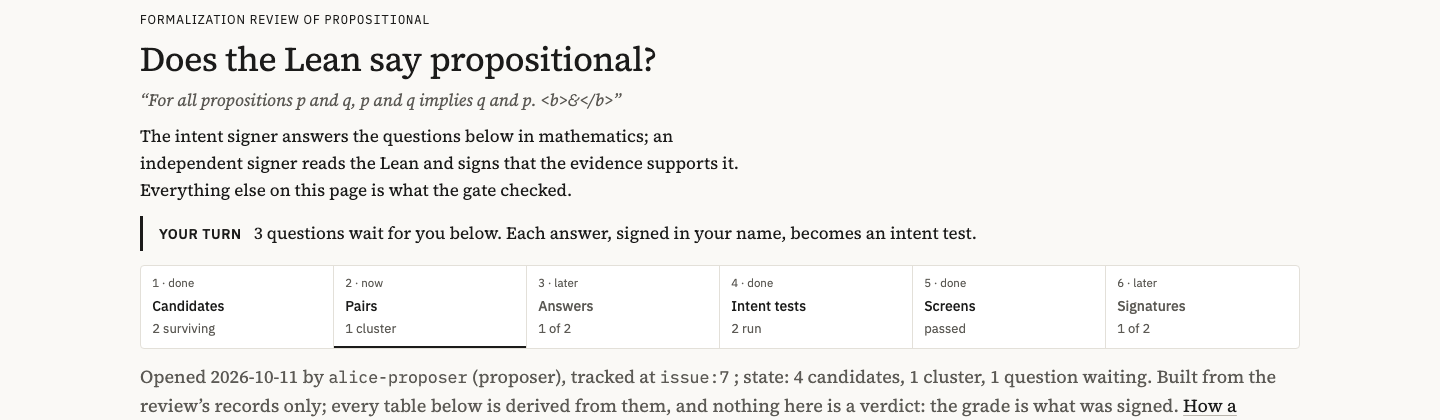 FORMALIZATION REVIEW OF PROPOSITIONAL
Does the Lean say propositional?
“For all propositions p and q, p and q implies q and p. <b>&</b>”
The intent signer answers the questions below in mathematics; an
independent signer reads the Lean and signs that the evidence supports it.
Everything else on this page is what the gate checked.
YOUR TURN 3 questions wait for you below. Each answer, signed in your name, becomes an intent test.
1 · done
Candidates
2 surviving
2 · now
Pairs
1 cluster
3 · later
Answers
1 of 2
4 · done
Intent tests
2 run
5 · done
Screens
passed
6 · later
Signatures
1 of 2
Opened 2026-10-11 by alice-proposer (proposer), tracked at issue:7 ; state: 4 candidates, 1 cluster, 1 question waiting. Built from the
review’s records only; every table below is derived from them, and nothing here is a verdict: the grade is what was signed. How a